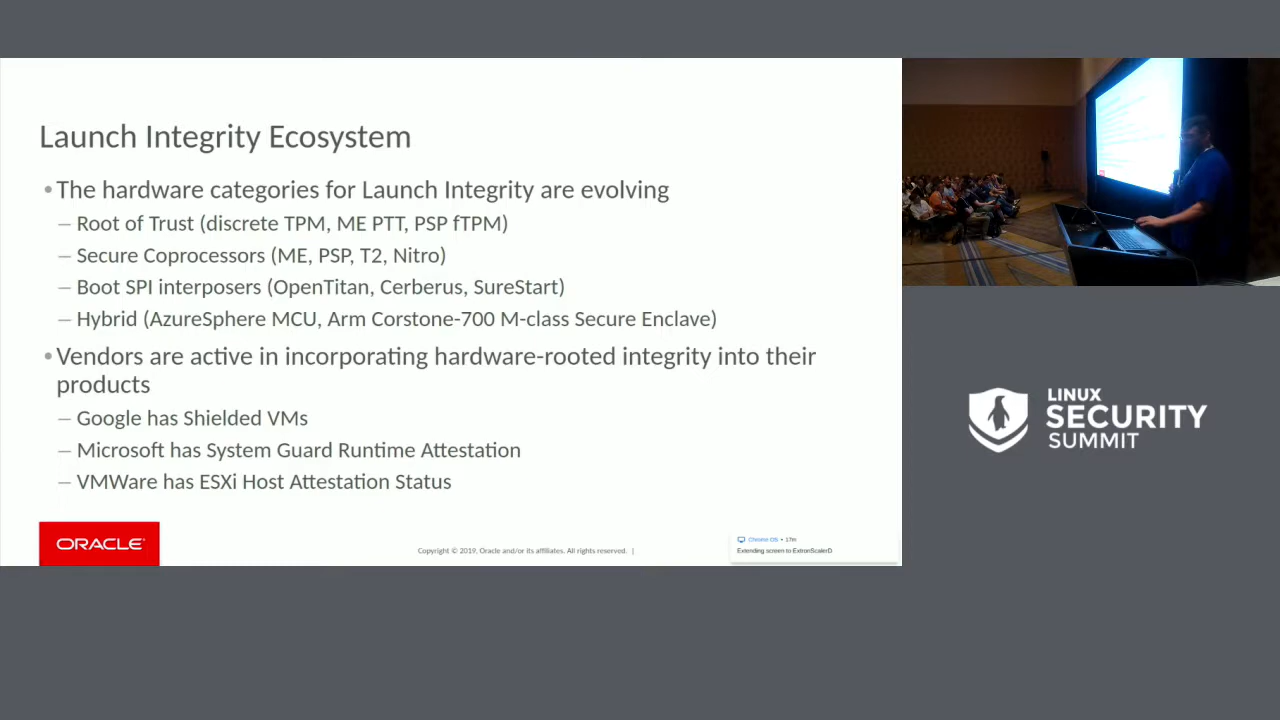 Launch Integrity Ecosystem
• The hardware categories for Launch Integrity are evolving
– Root of Trust (discrete TPM, ME PTT, PSP fTPM)
– Secure Coprocessors (ME, PSP, T2, Nitro)
– Boot SPI interposers (OpenTitan, Cerberus, SureStart)
– Hybrid (AzureSphere MCU, Arm Corstone-700 M-class Secure Enclave)
• Vendors are active in incorporating hardware-rooted integrity into their
products
– Google has Shielded VMs
– Microsoft has System Guard Runtime Attestation
– VMWare has ESXi Host Attestation Status
ORACLE
Copyright © 2019, Oracle and/or its affiliates. All rights reserved. |
Chrome OS • 17m
Extending screen to ExtronScalerD
LINUX
SECURITY
SUMMIT